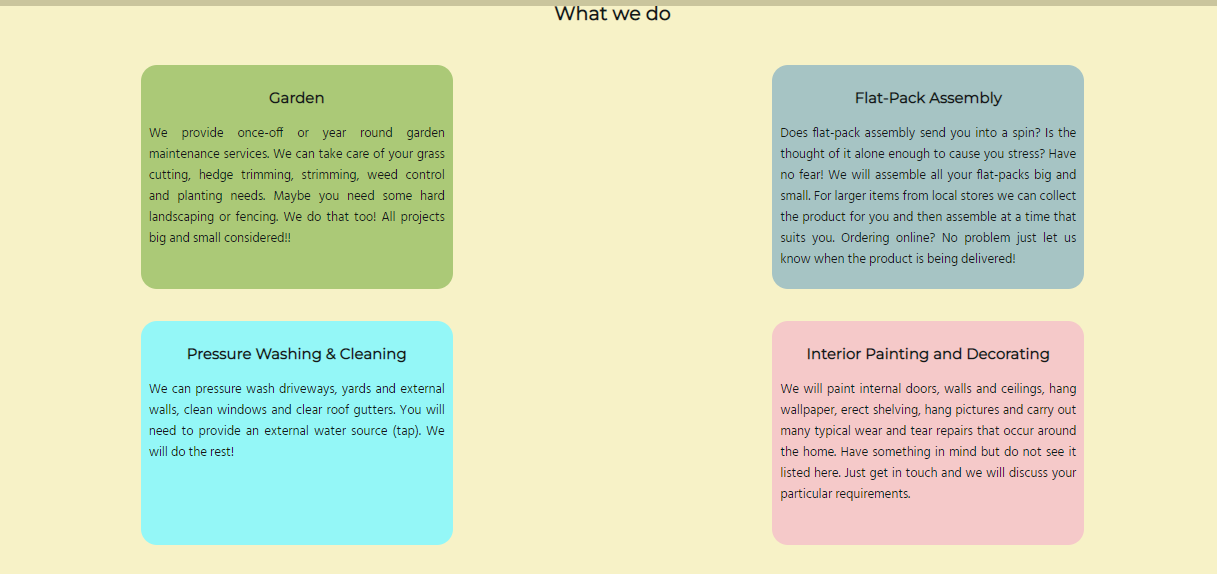 What we do
Garden
We provide once-off or year round garden
maintenance services. We can take care of your grass
cutting, hedge trimming, strimming, weed control
and planting needs. Maybe you need some hard
landscaping or fencing. We do that too! All projects
big and small considered!!
Flat-Pack Assembly
Does flat-pack assembly send you into a spin? Is the
thought of it alone enough to cause you stress? Have
no fear! We will assemble all your flat-packs big and
small. For larger items from local stores we can collect
the product for you and then assemble at a time that
suits you. Ordering online? No problem just let us
know when the product is being delivered!
Pressure Washing & Cleaning
We can pressure wash driveways, yards and external
walls, clean windows and clear roof gutters. You will
need to provide an external water source (tap). We
will do the rest!
Interior Painting and Decorating
We will paint internal doors, walls and ceilings, hang
wallpaper, erect shelving, hang pictures and carry out
many typical wear and tear repairs that occur around
the home. Have something in mind but do not see it
listed here. Just get in touch and we will discuss your
particular requirements.